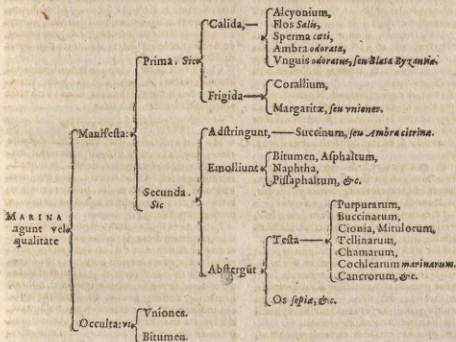 Alcyonium,
Calida,
Flos Salis,
Sperma cœti,
Ambra odorata,
Vnguis odoratus, seu Blata Byzantia.
Prima. Sic
Corallium,
Frigida
Margaritæ, seu vniones.
Manifesta:
Adstringunt, Succinum, seu Ambra citrina.
Bitumen, Asphaltum,
Emolliunt
Naphtha,
Pissaphaltum, &c.
Secunda.
Sic
Purpurarum,
Buccinarum,
Cionia, Mitulorum,
MARINA
agunt vel
qualitate
Testa
Tellinarum,
Chamarum,
Cochlearum marinarum.
Cancrorum, &c.
Abstergūt
Os sepiæ, &c.
Vniones.
Occulta: vt
Bitumen.